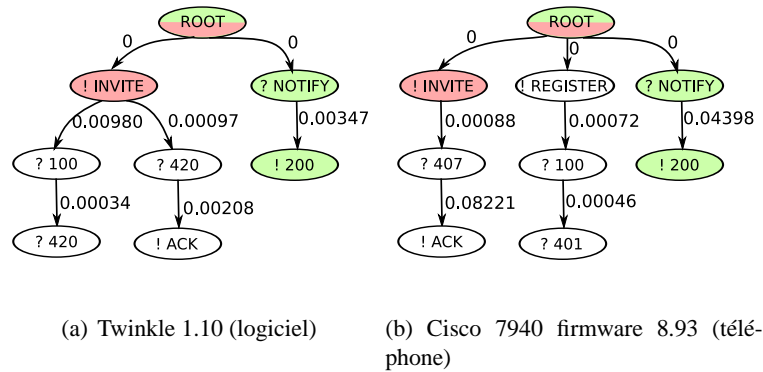 ROOT
0
0
! INVITE
? NOTIFY
0.00980
0.00097
0.00347
? 100
? 420
! 200
0.00034
0.00208
? 420
! ACK
(a) Twinkle 1.10 (logiciel)
ROOT
0
0
0
! INVITE
! REGISTER
? NOTIFY
0.00088
0.00072
0.04398
? 407
? 100
! 200
0.08221
0.00046
! ACK
? 401
(b) Cisco 7940 firmware 8.93 (télé-
phone)